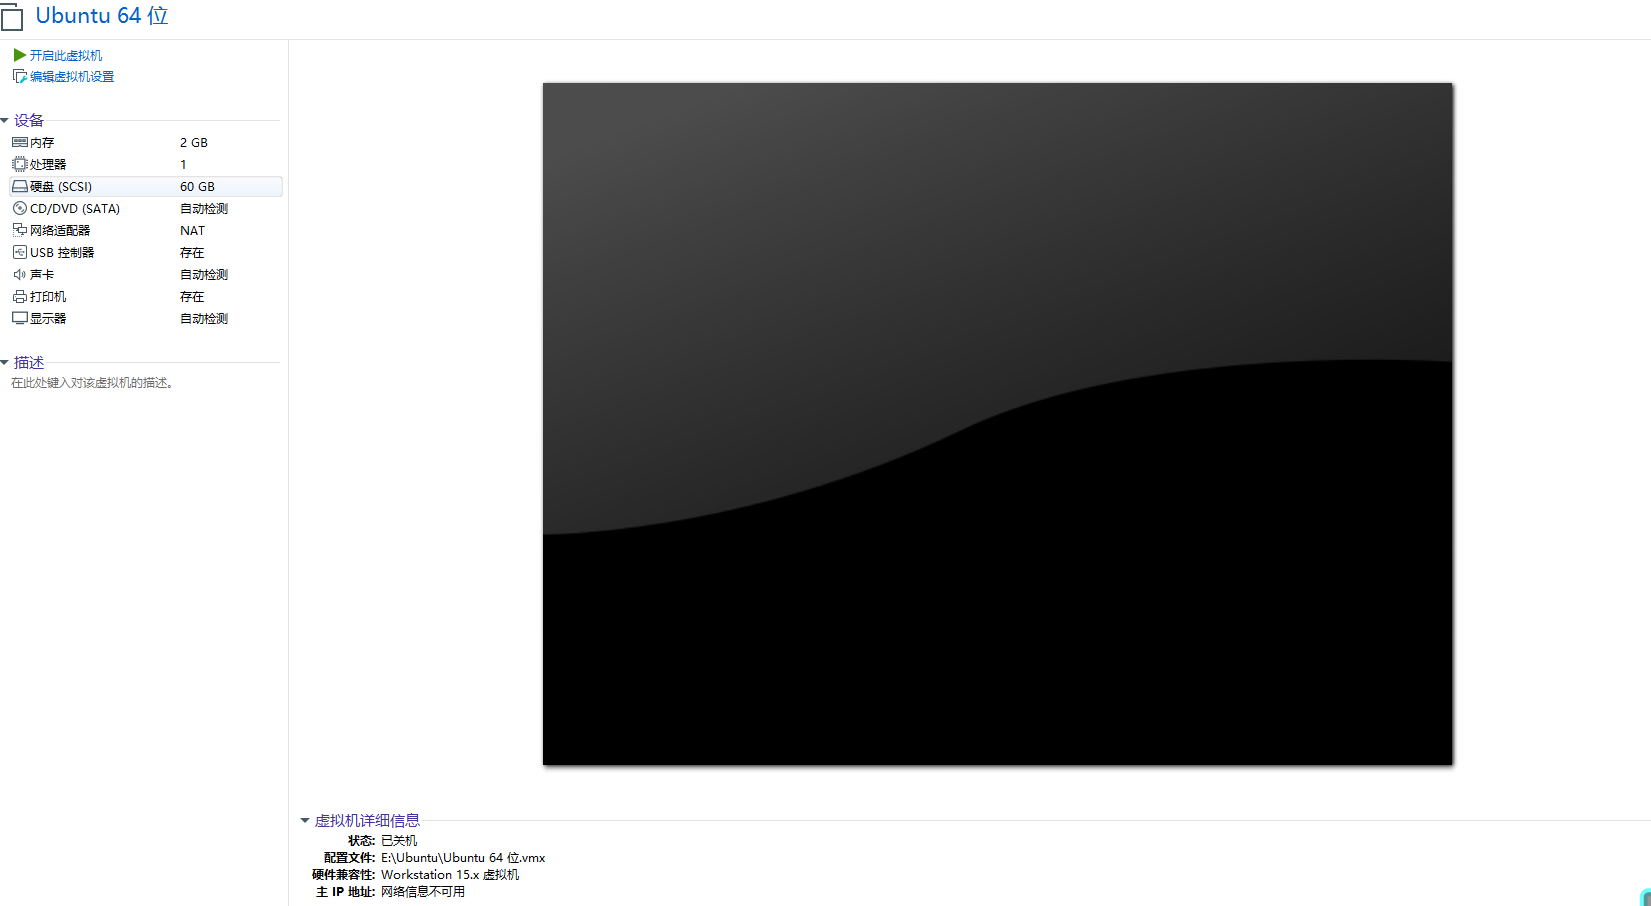 Ubuntu 64 位
开启此虚拟机
编辑虚拟机设置
设备
内存 2 GB
处理器 1
硬盘 (SCSI) 60 GB
CD/DVD (SATA) 自动检测
网络适配器 NAT
USB 控制器 存在
声卡 自动检测
打印机 存在
显示器 自动检测
描述
在此处键入对该虚拟机的描述。
虚拟机详细信息
状态: 已关机
配置文件: E:\Ubuntu\Ubuntu 64 位.vmx
硬件兼容性: Workstation 15.x 虚拟机
主 IP 地址: 网络信息不可用